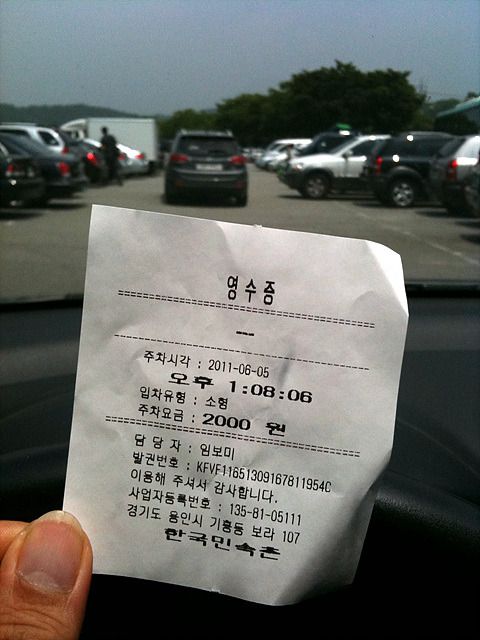 영수증
주차시각 : 2011-06-05
오후 1:08:06
입차유형 : 소형
주차요금 : 2000 원
담 당 자 : 임보미
발권번호 : KFVF11651309167811954C
이용해 주셔서 감사합니다.
사업자등록번호 : 135-81-05111
경기도 용인시 기흥동 보라 107
한국민속촌